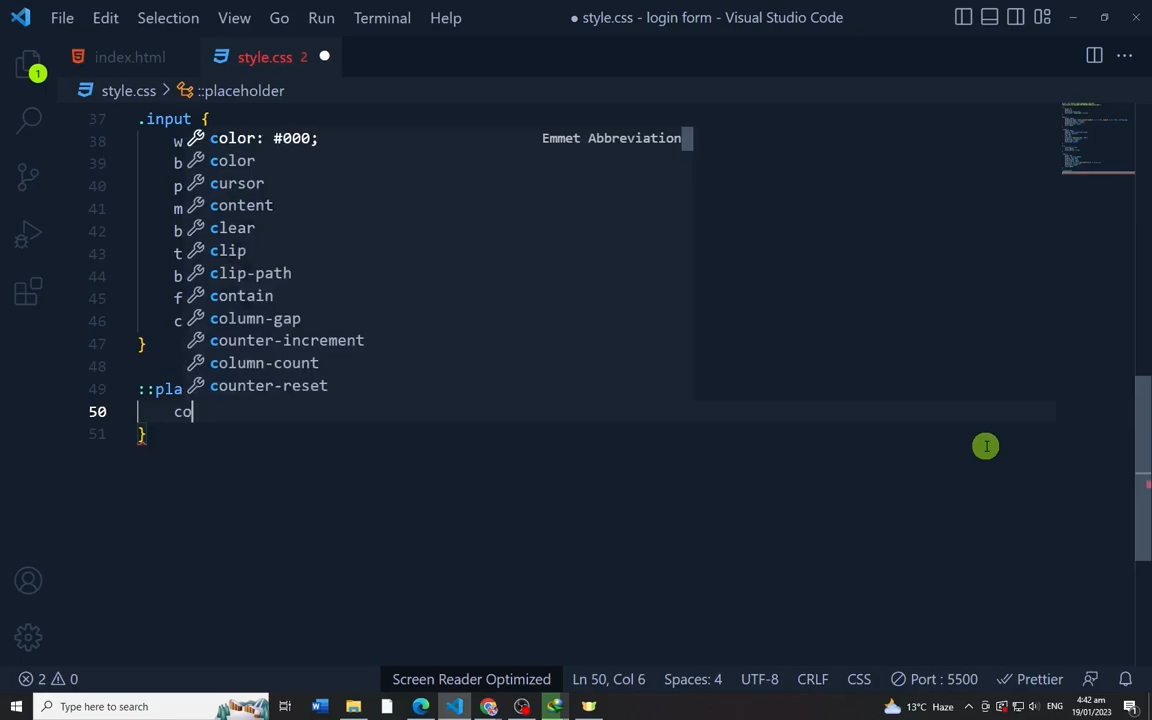 File Edit Selection View Go Run Terminal Help
● style.css - login form - Visual Studio Code
index.html
style.css 2
style.css > ::placeholder
1
37 .input {
38 w
39 b
40 p
41 m
42 b
43 t
44 b
45 f
46 c
47 }
48
49 ::pla
50 co
51 }
color: #000; Emmet Abbreviation
color
cursor
content
clear
clip
clip-path
contain
column-gap
counter-increment
column-count
counter-reset
2 0 Screen Reader Optimized Ln 50, Col 6 Spaces: 4 UTF-8 CRLF CSS Port : 5500 Prettier
Type here to search
13°C Haze ENG
4:42 am
19/01/2023
1